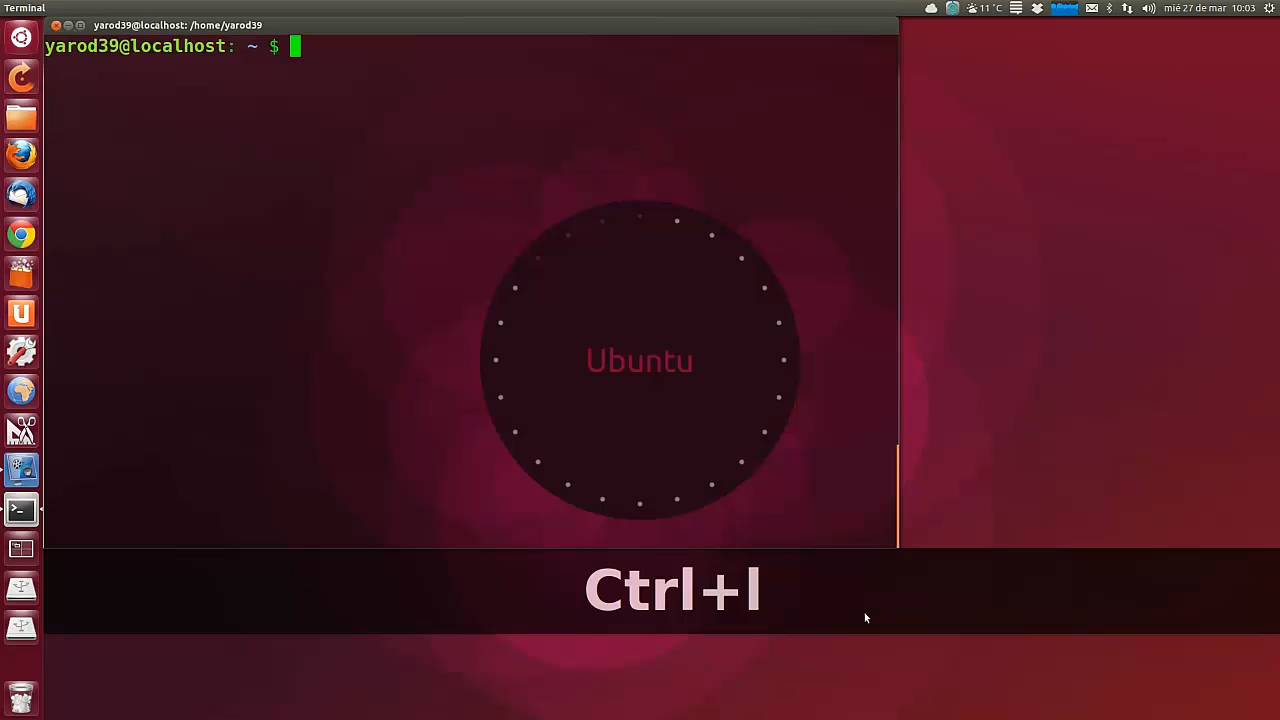 Terminal
11 °C
mié 27 de mar 10:03
yarod39@localhost: /home/yarod39
yarod39@localhost: ~ $
Ubuntu
Ctrl+l